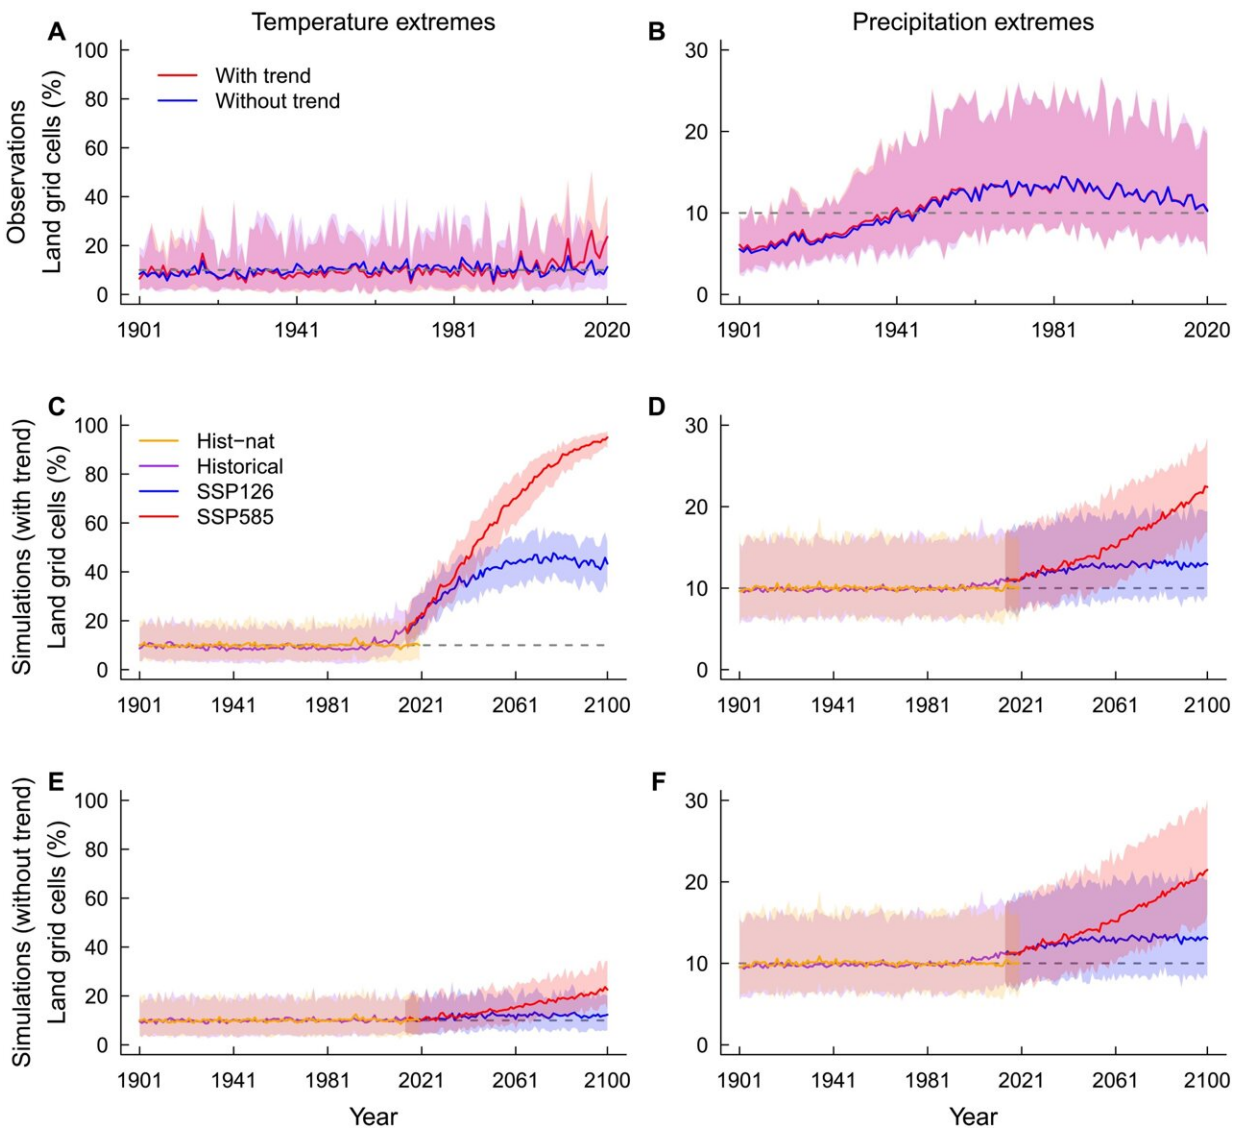 Temperature extremes
Precipitation extremes
A
B
Observations
Land grid cells (%)
100
80
60
40
20
0
With trend
Without trend
1901
1941
1981
2020
30
20
10
0
1901
1941
1981
2020
C
D
Simulations (with trend)
Land grid cells (%)
100
80
60
40
20
0
Hist−nat
Historical
SSP126
SSP585
1901
1941
1981
2021
2061
2100
30
20
10
0
1901
1941
1981
2021
2061
2100
E
F
Simulations (without trend)
Land grid cells (%)
100
80
60
40
20
0
1901
1941
1981
2021
2061
2100
Year
30
20
10
0
1901
1941
1981
2021
2061
2100
Year